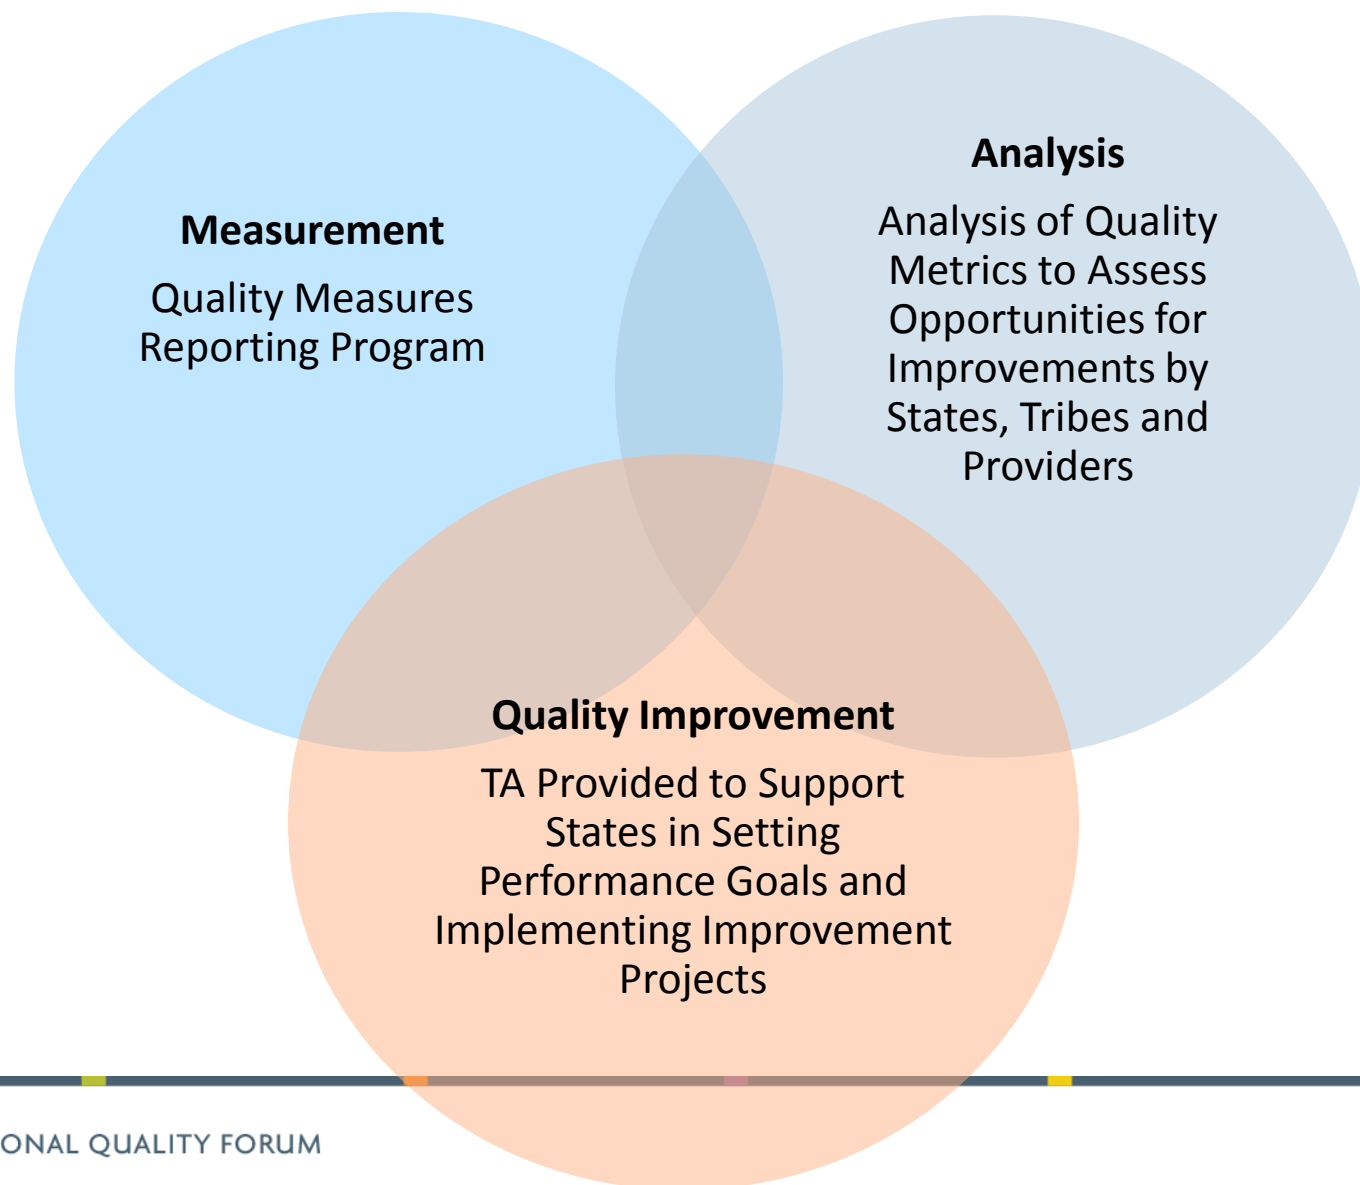 Measurement
Quality Measures
Reporting Program
Analysis
Analysis of Quality
Metrics to Assess
Opportunities for
Improvements by
States, Tribes and
Providers
Quality Improvement
TA Provided to Support
States in Setting
Performance Goals and
Implementing Improvement
Projects
ONAL QUALITY FORUM